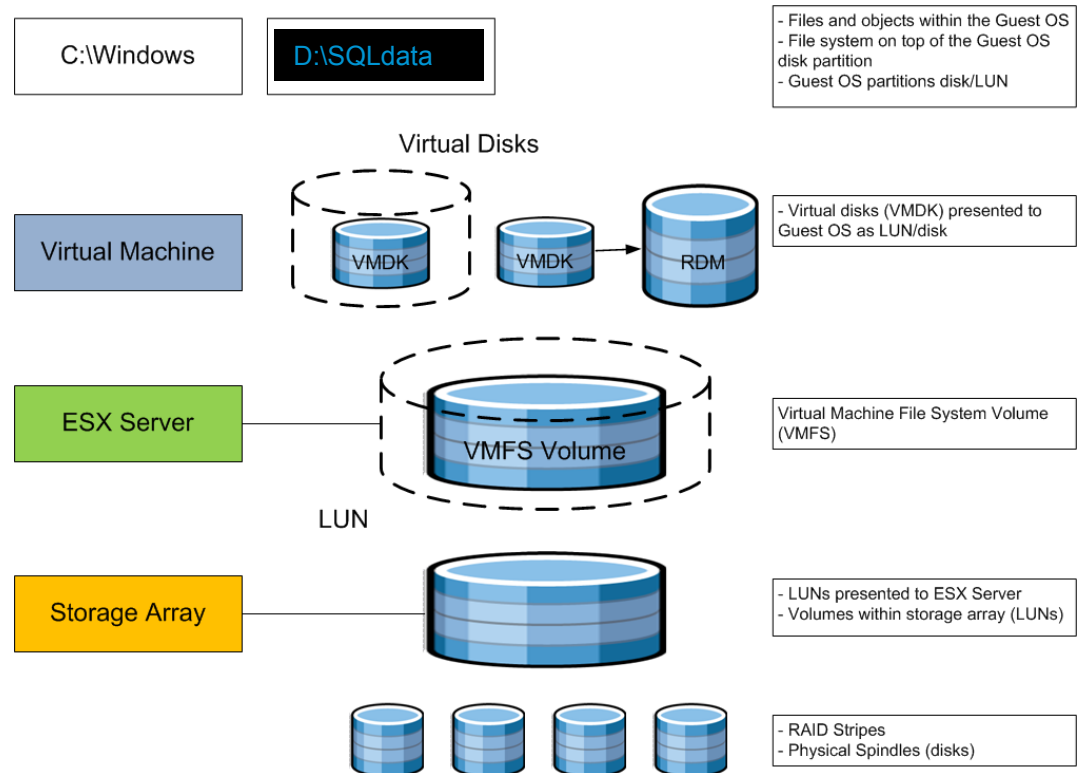 C:\Windows
D:\SQLdata
- Files and objects within the Guest OS
- File system on top of the Guest OS
disk partition
- Guest OS partitions disk/LUN
Virtual Disks
Virtual Machine
VMDK
VMDK
RDM
- Virtual disks (VMDK) presented to
Guest OS as LUN/disk
ESX Server
VMFS Volume
Virtual Machine File System Volume
(VMFS)
LUN
Storage Array
- LUNs presented to ESX Server
- Volumes within storage array (LUNs)
- RAID Stripes
- Physical Spindles (disks)